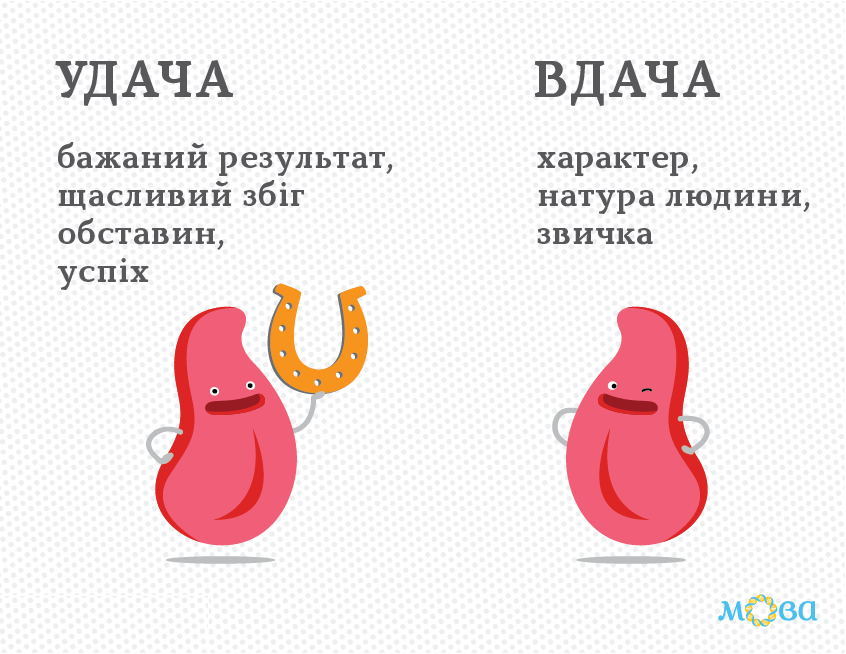 УДАЧА
бажаний результат,
щасливий збіг
обставин,
успіх
ВДАЧА
характер,
натура людини,
звичка
мова